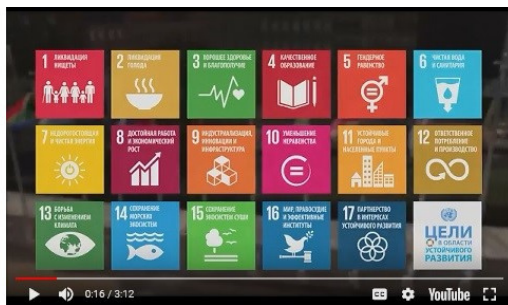 1 ЛИКВИДАЦИЯ
НИЩЕТЫ
2 ЛИКВИДАЦИЯ
ГОЛОДА
3 ХОРОШЕЕ ЗДОРОВЬЕ
И БЛАГОПОЛУЧИЕ
4 КАЧЕСТВЕННОЕ
ОБРАЗОВАНИЕ
5 ГЕНДЕРНОЕ
РАВЕНСТВО
6 ЧИСТАЯ ВОДА
И САНИТАРИЯ
7 НЕДОРОГОСТОЯЩАЯ
И ЧИСТАЯ ЭНЕРГИЯ
8 ДОСТОЙНАЯ РАБОТА
И ЭКОНОМИЧЕСКИЙ
РОСТ
9 ИНДУСТРИАЛИЗАЦИЯ,
ИННОВАЦИИ И
ИНФРАСТРУКТУРА
10 УМЕНЬШЕНИЕ
НЕРАВЕНСТВА
11 УСТОЙЧИВЫЕ
ГОРОДА И
НАСЕЛЕННЫЕ ПУНКТЫ
12 ОТВЕТСТВЕННОЕ
ПОТРЕБЛЕНИЕ
И ПРОИЗВОДСТВО
13 БОРЬБА
С ИЗМЕНЕНИЕМ
КЛИМАТА
14 СОХРАНЕНИЕ
МОРСКИХ
ЭКОСИСТЕМ
15 СОХРАНЕНИЕ
ЭКОСИСТЕМ СУШИ
16 МИР, ПРАВОСУДИЕ
И ЭФФЕКТИВНЫЕ
ИНСТИТУТЫ
17 ПАРТНЕРСТВО
В ИНТЕРЕСАХ
УСТОЙЧИВОГО РАЗВИТИЯ
ЦЕЛИ
В ОБЛАСТИ
УСТОЙЧИВОГО
РАЗВИТИЯ
0:16 / 3:12
CC
YouTube